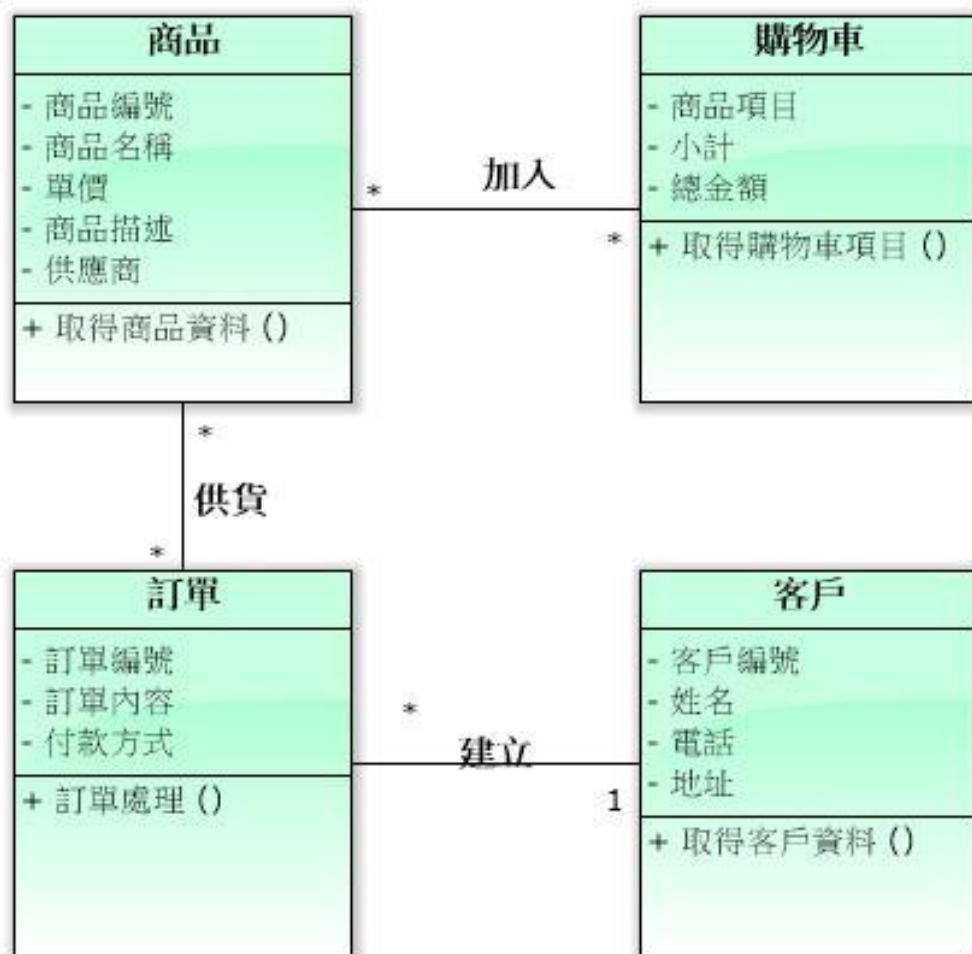 商品
- 商品編號
- 商品名稱
- 單價
- 商品描述
- 供應商
+ 取得商品資料 ()
*
加入
*
購物車
- 商品項目
- 小計
- 總金額
+ 取得購物車項目 ()
*
供貨
*
訂單
- 訂單編號
- 訂單內容
- 付款方式
+ 訂單處理 ()
*
建立
1
客戶
- 客戶編號
- 姓名
- 電話
- 地址
+ 取得客戶資料 ()